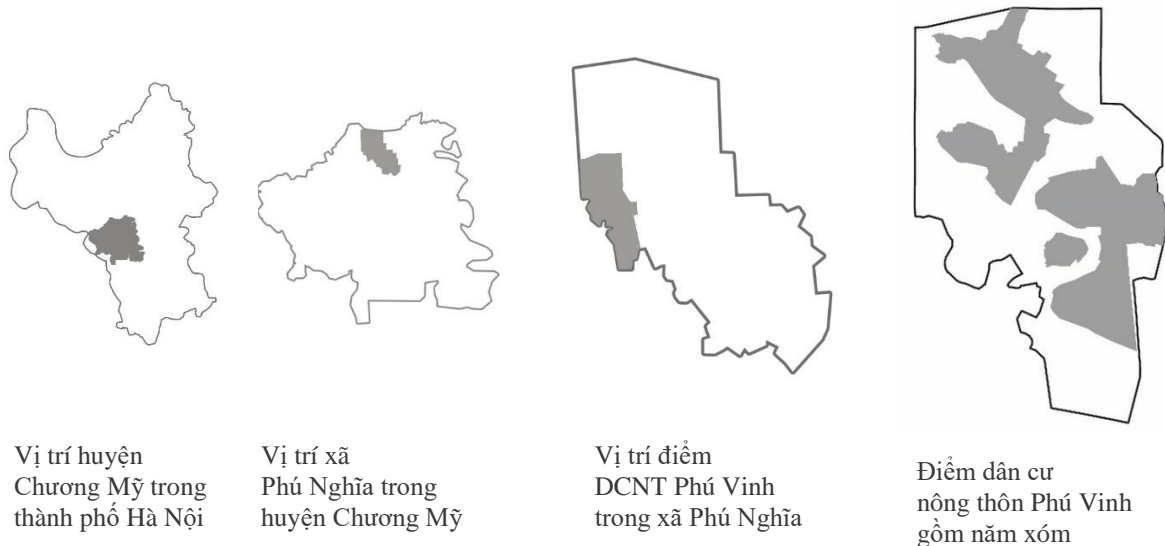 Vị trí huyện
Chương Mỹ trong
thành phố Hà Nội
Vị trí xã
Phú Nghĩa trong
huyện Chương Mỹ
Vị trí điểm
DCNT Phú Vinh
trong xã Phú Nghĩa
Điểm dân cư
nông thôn Phú Vinh
gồm năm xóm